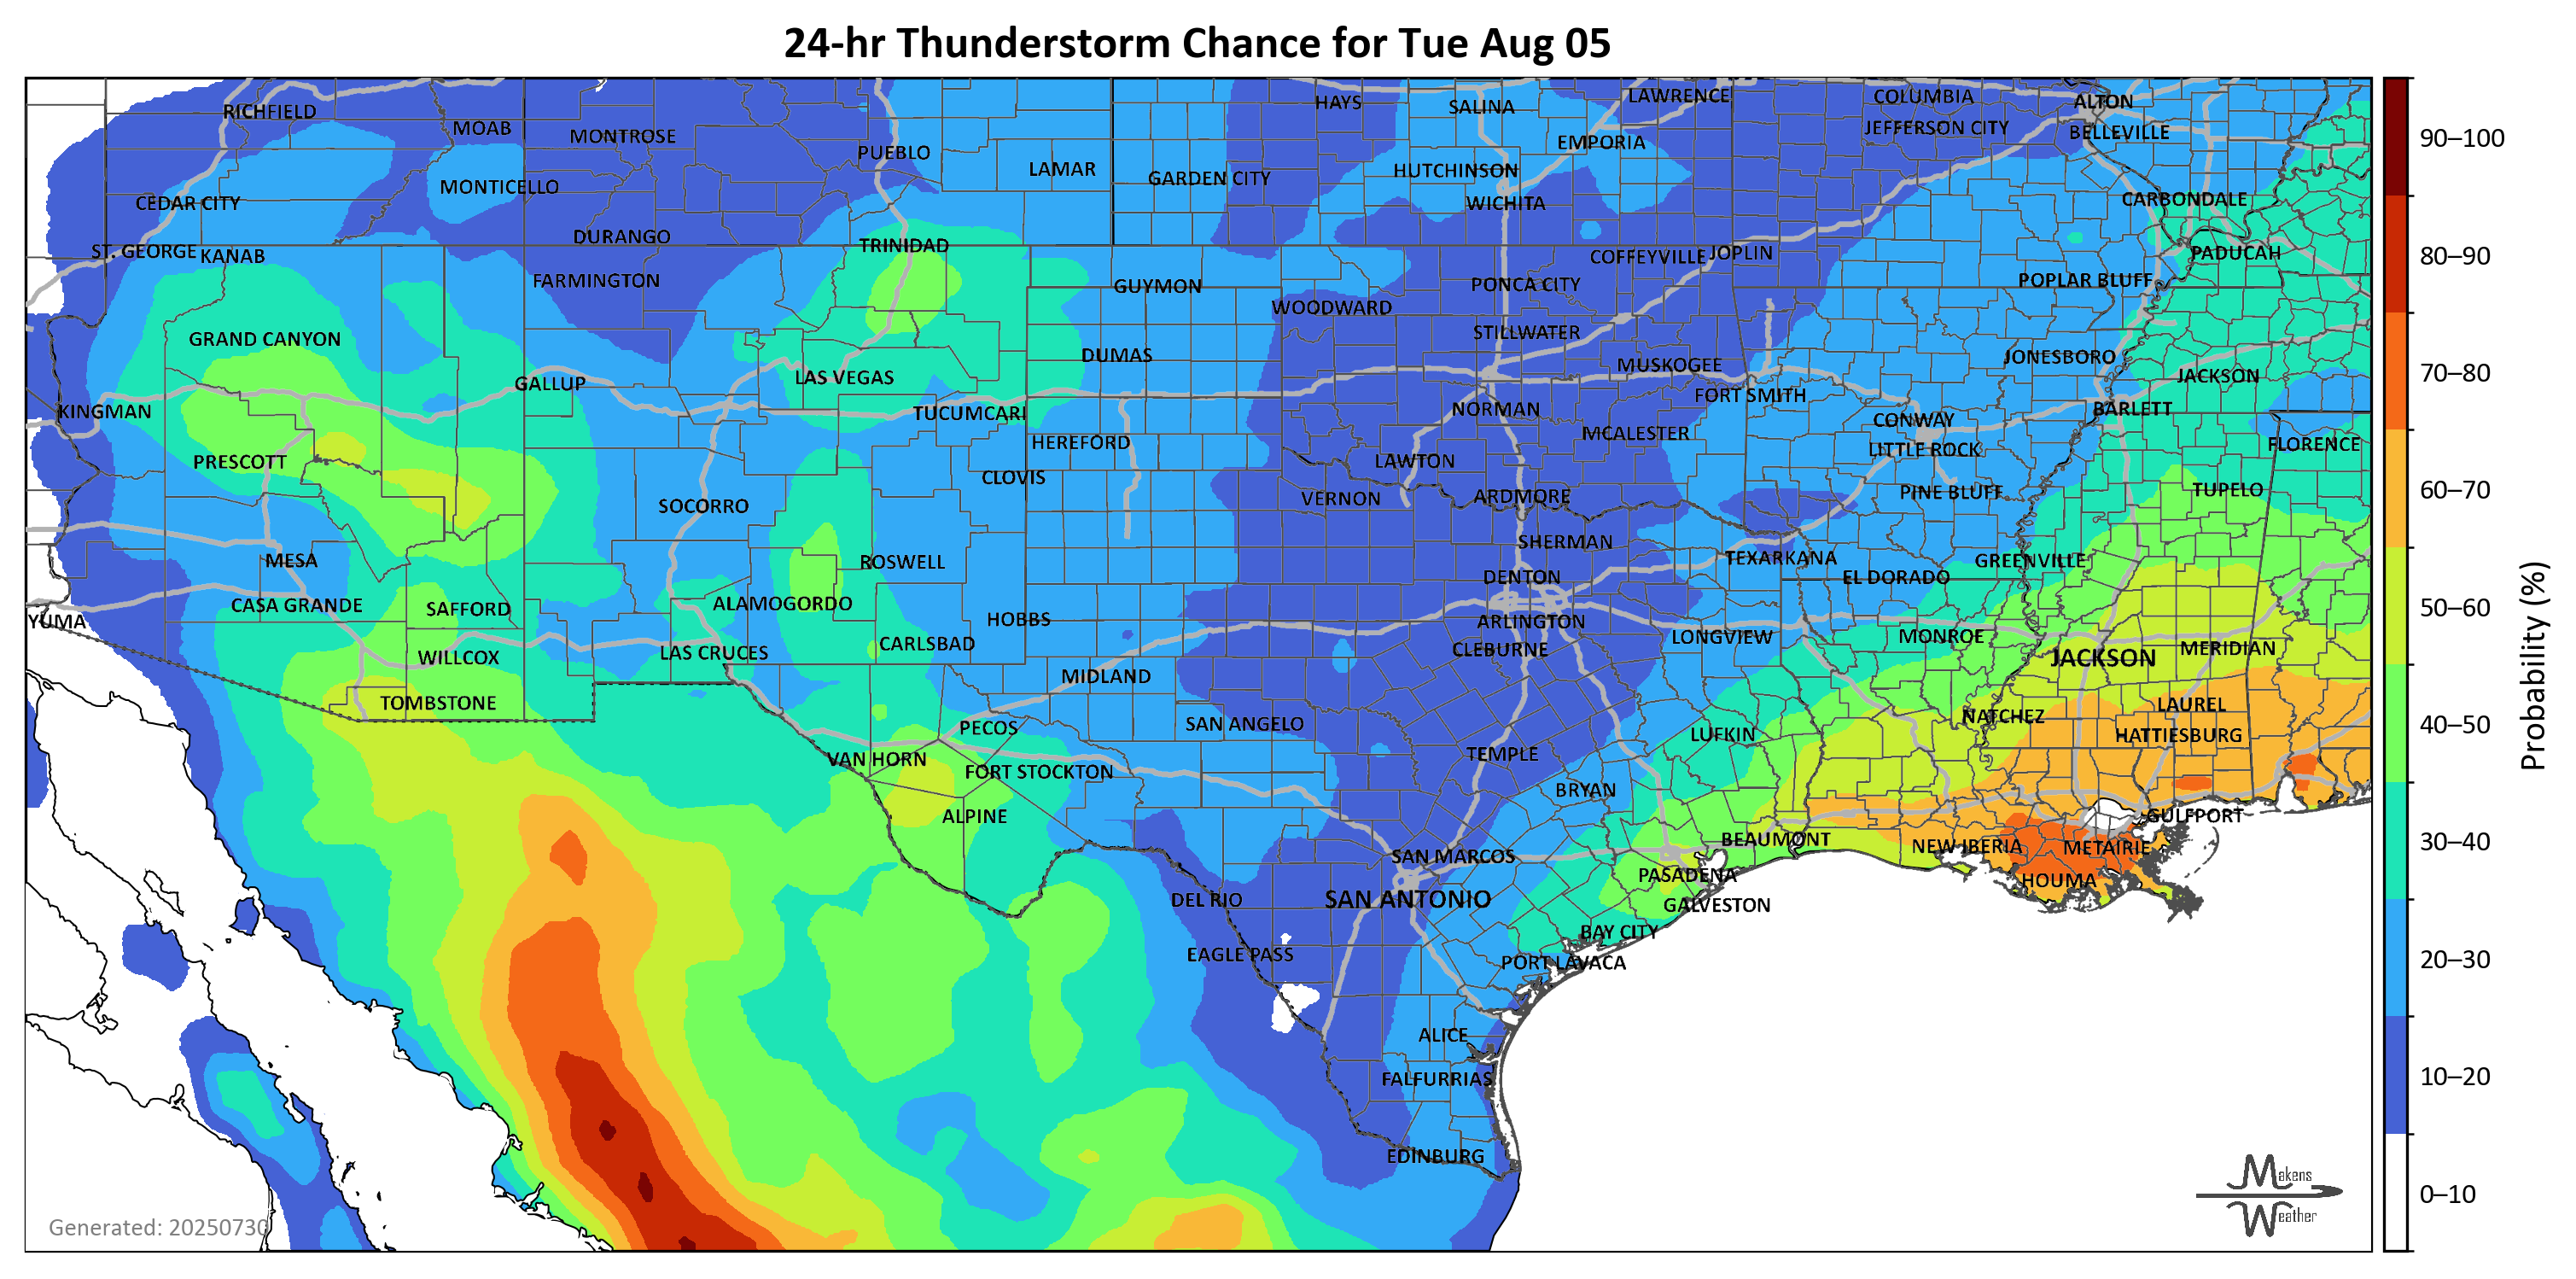 24-hr Thunderstorm Chance for Tue Aug 05
RICHFIELD
MOAB
MONTROSE
PUEBLO
LAMAR
HAYS
SALINA
LAWRENCE
COLUMBIA
ALTON
JEFFERSON CITY
BELLEVILLE
EMPORIA
HUTCHINSON
GARDEN CITY
MONTICELLO
CEDAR CITY
WICHITA
CARBONDALE
DURANGO
TRINIDAD
ST. GEORGE
KANAB
COFFEYVILLE
JOPLIN
PADUCAH
FARMINGTON
GUYMON
PONCA CITY
POPLAR BLUFF
WOODWARD
GRAND CANYON
STILLWATER
DUMAS
JONESBORO
MUSKOGEE
LAS VEGAS
JACKSON
GALLUP
FORT SMITH
KINGMAN
TUCUMCARI
NORMAN
BARLETT
CONWAY
HEREFORD
MCALESTER
FLORENCE
LITTLE ROCK
PRESCOTT
LAWTON
CLOVIS
VERNON
ARDMORE
PINE BLUFF
TUPELO
SOCORRO
SHERMAN
MESA
ROSWELL
TEXARKANA
GREENVILLE
DENTON
EL DORADO
CASA GRANDE
SAFFORD
ALAMOGORDO
YUMA
HOBBS
ARLINGTON
CARLSBAD
LONGVIEW
MONROE
CLEBURNE
MERIDIAN
WILLCOX
LAS CRUCES
JACKSON
MIDLAND
TOMBSTONE
LAUREL
NATCHEZ
PECOS
SAN ANGELO
LUFKIN
HATTIESBURG
VAN HORN
TEMPLE
FORT STOCKTON
BRYAN
ALPINE
GULFPORT
BEAUMONT
NEW IBERIA
METAIRIE
SAN MARCOS
PASADENA
HOUMA
DEL RIO
SAN ANTONIO
GALVESTON
BAY CITY
EAGLE PASS
PORT LAVACA
ALICE
FALFURRIAS
EDINBURG
Generated: 20250730
Makens
Weather
90–100
80–90
70–80
60–70
50–60
40–50
30–40
20–30
10–20
0–10
Probability (%)